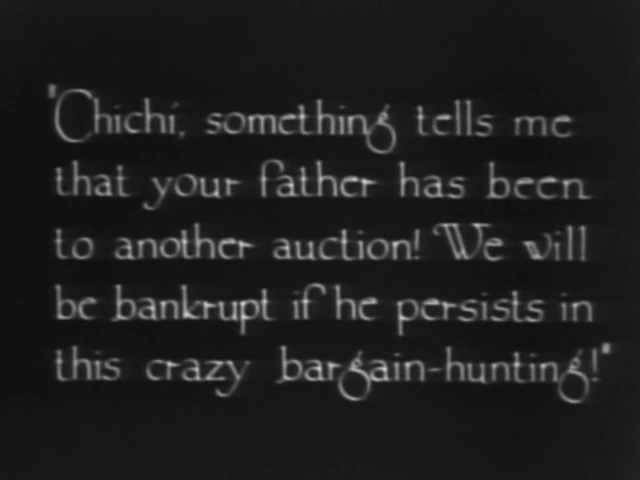 "Chichí, something tells me
that your father has been
to another auction! We will
be bankrupt if he persists in
this crazy bargain-hunting!"